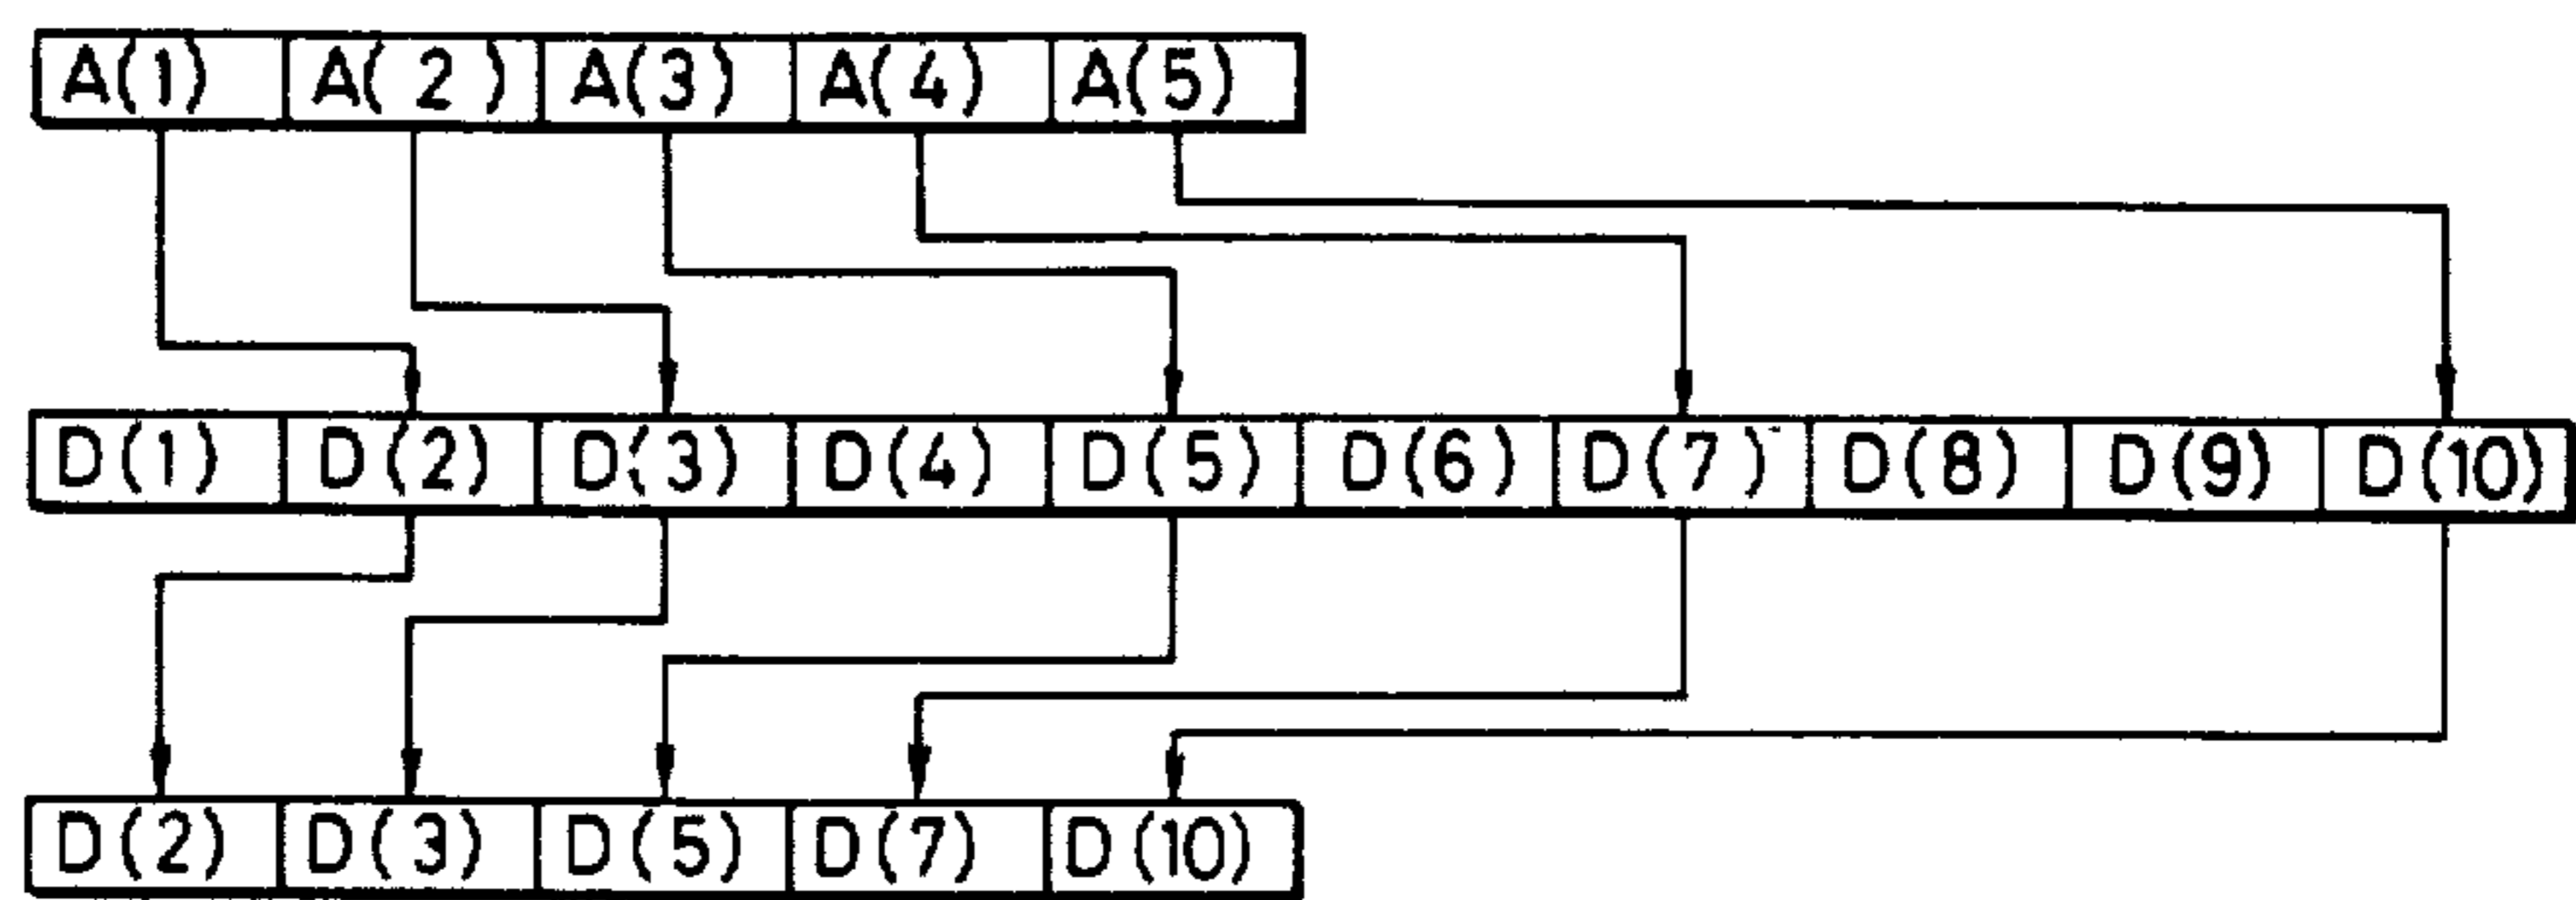 A(1) A(2) A(3) A(4) A(5)
D(1) D(2) D(3) D(4) D(5) D(6) D(7) D(8) D(9) D(10)
D(2) D(3) D(5) D(7) D(10)